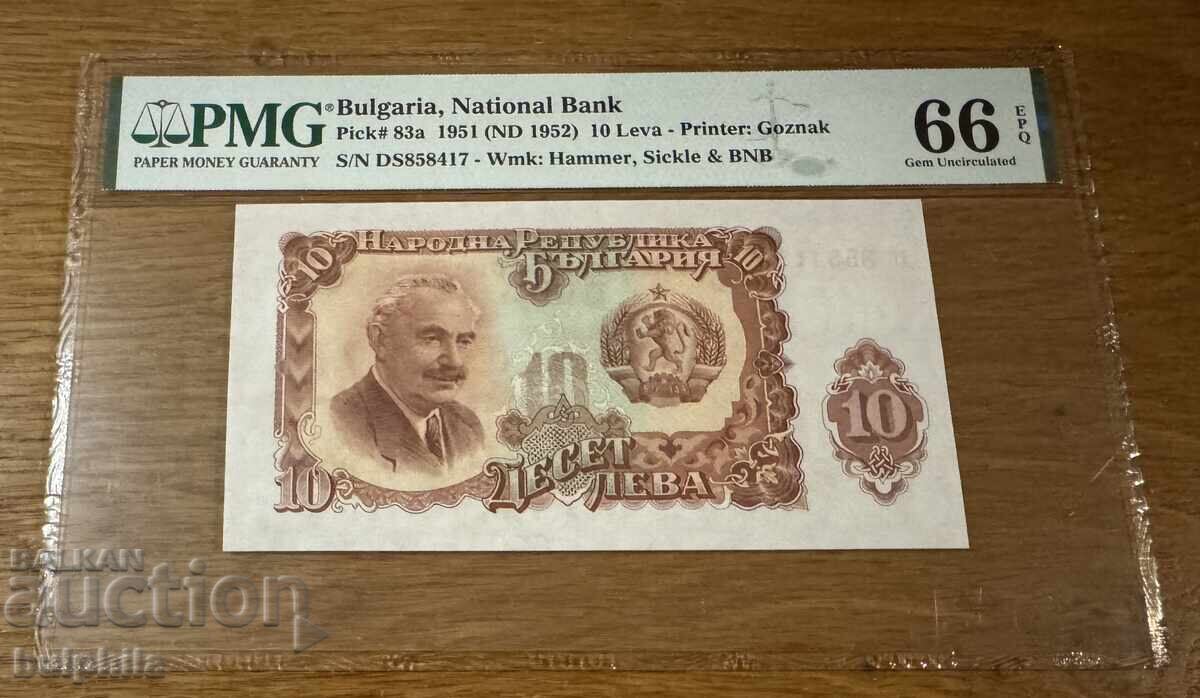 PMG®
PAPER MONEY GUARANTY
Bulgaria, National Bank
Pick# 83a 1951 (ND 1952) 10 Leva - Printer: Goznak
S/N DS858417 - Wmk: Hammer, Sickle & BNB
66 EPQ
Gem Uncirculated
10 НАРОДНА РЕПУБЛИКА 10
БЪЛГАРИЯ
10
10
10 ДЕСЕТ
ЛЕВА
BALKAN
auction
bulphila